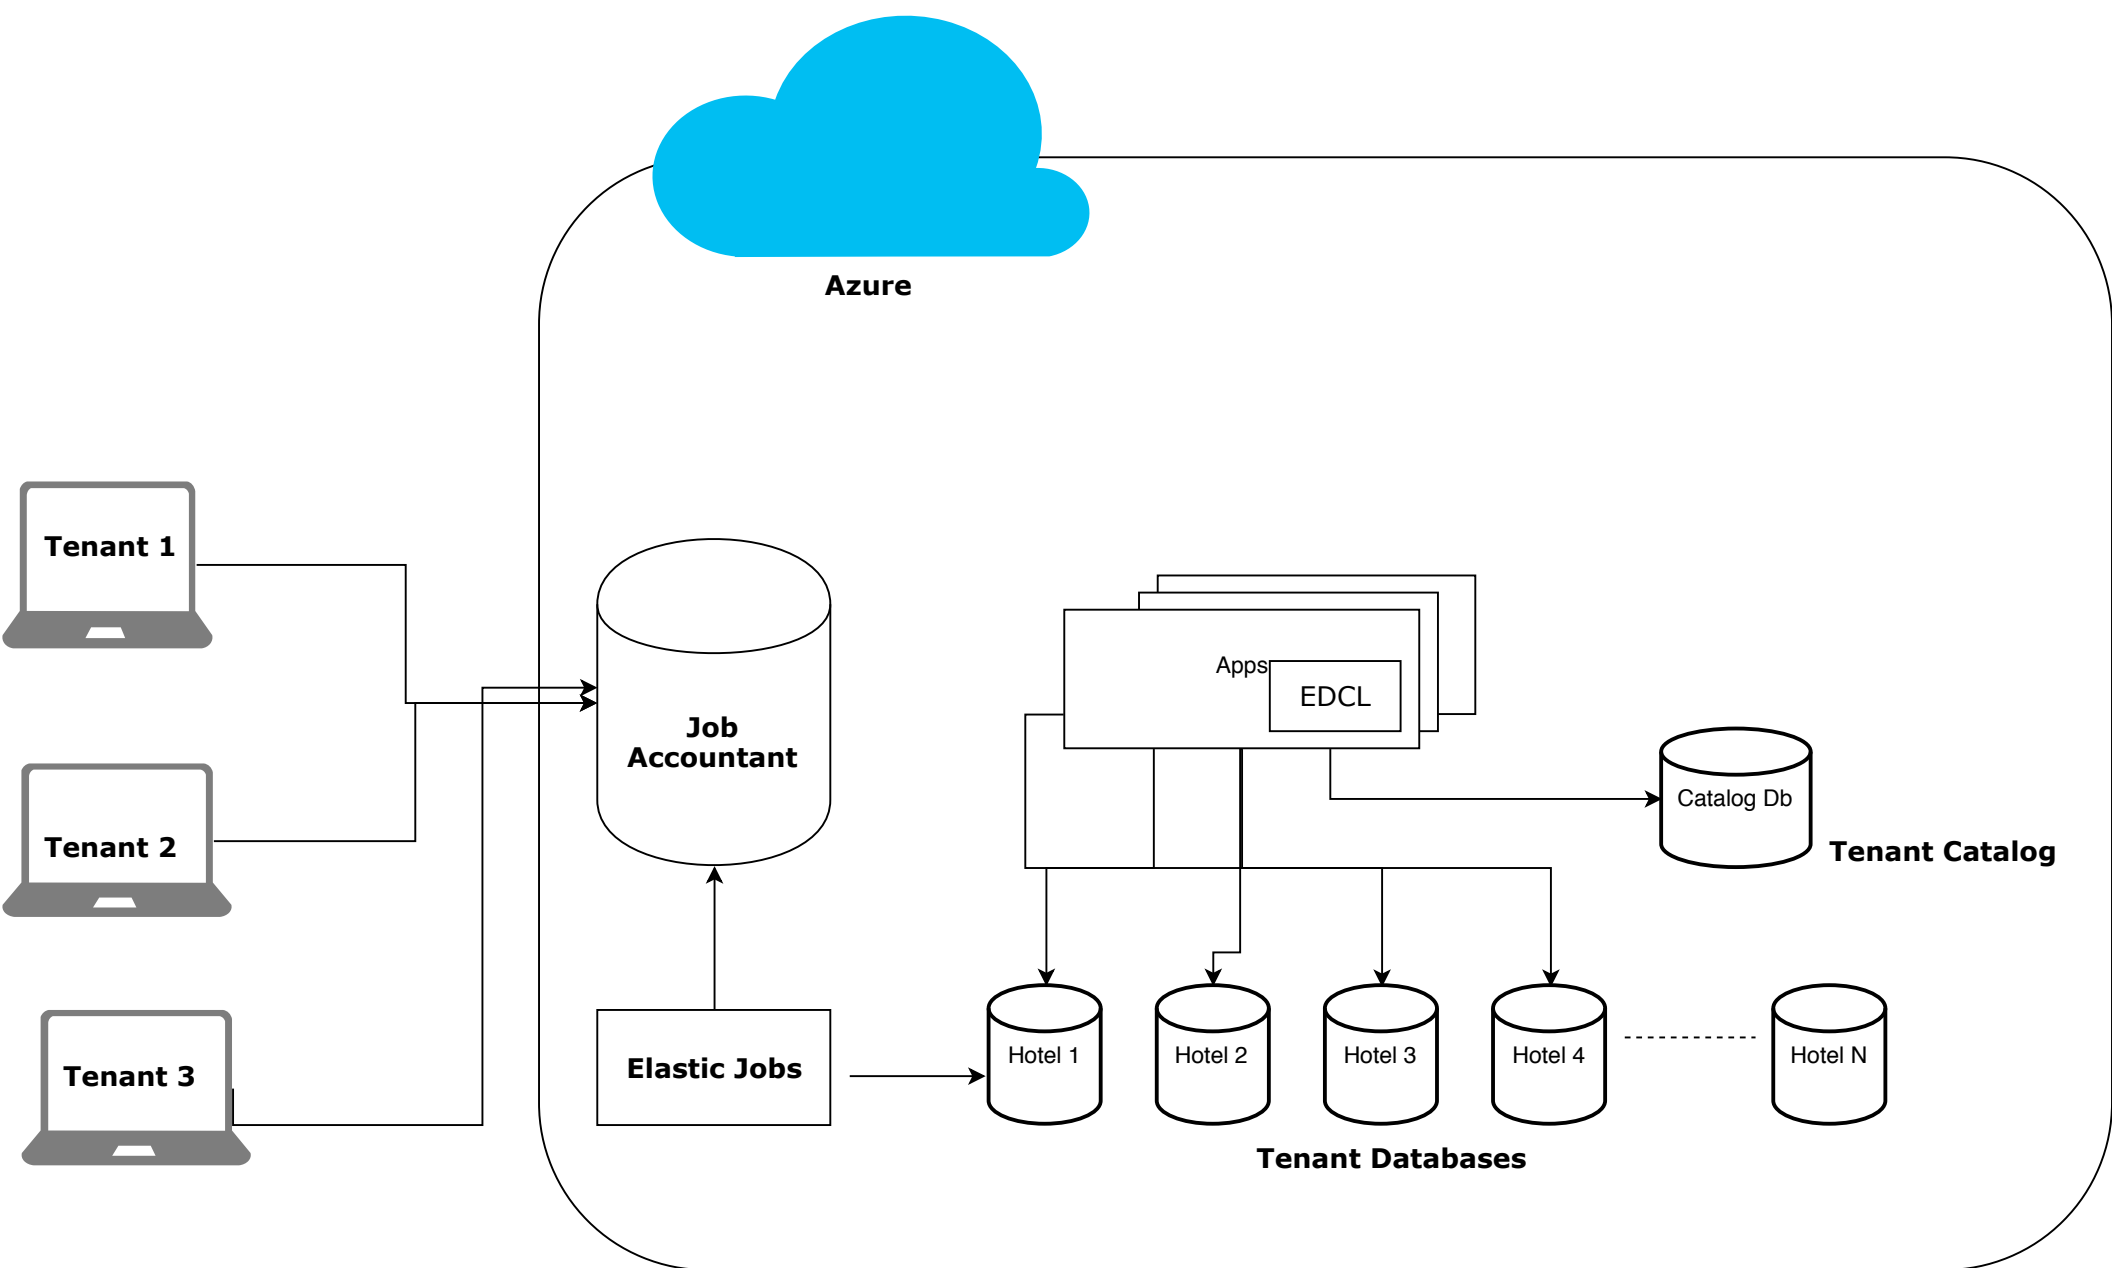 Azure
Tenant 1
Tenant 2
Tenant 3
Job
Accountant
Elastic Jobs
Apps
EDCL
Catalog Db
Tenant Catalog
Hotel 1
Hotel 2
Hotel 3
Hotel 4
Hotel N
Tenant Databases